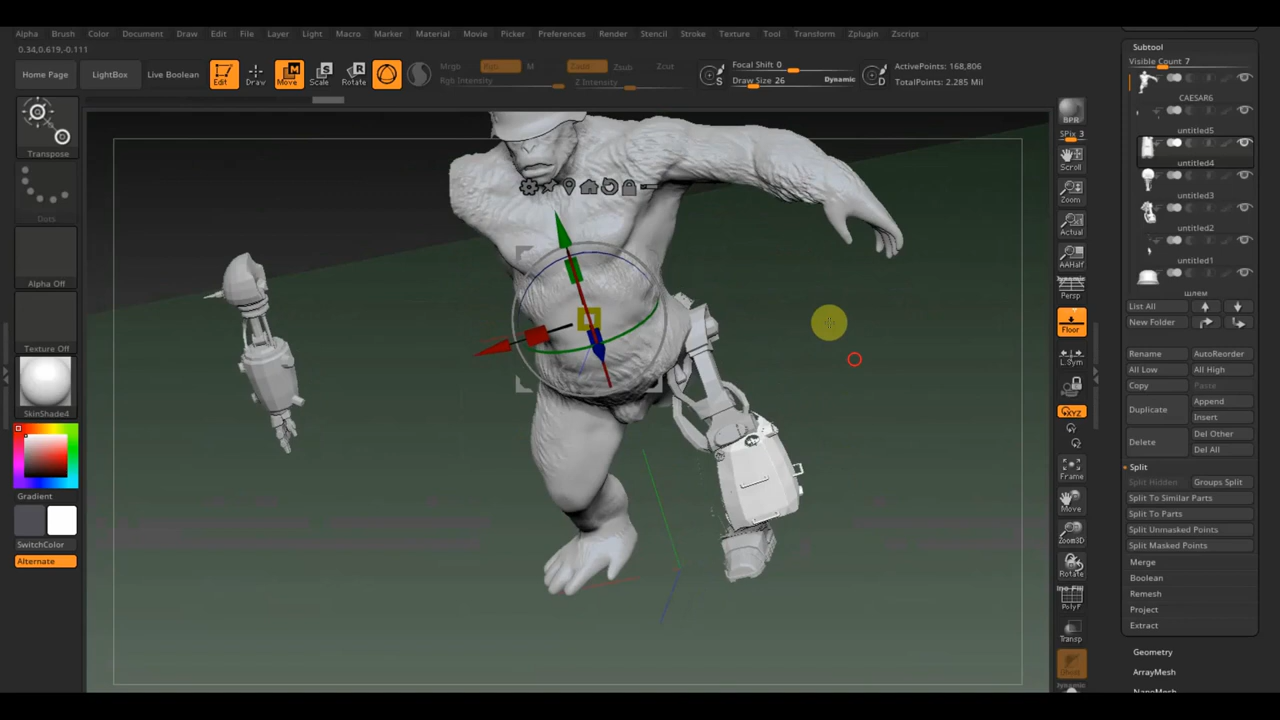 Alpha Brush Color Document Draw Edit File Layer Light Macro Marker Material Movie Picker Preferences Render Stencil Stroke Texture Tool Transform Zplugin Zscript
0.34,0.619,-0.111
Home Page LightBox Live Boolean Edit Draw Move Scale Rotate
Mrgb Rgb M Zadd Zsub Zcut
Rgb Intensity Z Intensity
S Focal Shift 0
Draw Size 26 Dynamic
D ActivePoints: 168,806
TotalPoints: 2.285 Mil
Transpose
Dots
Alpha Off
Texture Off
SkinShade4
Gradient
SwitchColor
Alternate
BPR
SPix 3
Scroll
Zoom
Actual
AAHalf
Dynamic
Persp
Floor
L.Sym
XYZ
Frame
Move
Zoom3D
Rotate
PolyF
Transp
Dynamic
Subtool
Visible Count 7
CAESAR6
untitled5
untitled4
untitled3
untitled2
untitled1
шлем
List All
New Folder
Rename AutoReorder
All Low All High
Copy Paste
Duplicate Append
Insert
Delete Del Other
Del All
Split
Split Hidden Groups Split
Split To Similar Parts
Split To Parts
Split Unmasked Points
Split Masked Points
Merge
Boolean
Remesh
Project
Extract
Geometry
ArrayMesh
NanoMesh